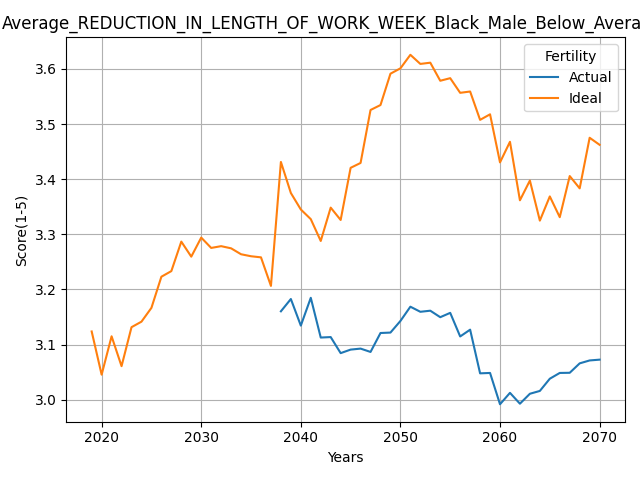 Average_REDUCTION_IN_LENGTH_OF_WORK_WEEK_Black_Male_Below_Avera
Fertility
Actual
Ideal
Score(1-5)
3.6
3.5
3.4
3.3
3.2
3.1
3.0
2020 2030 2040 2050 2060 2070
Years